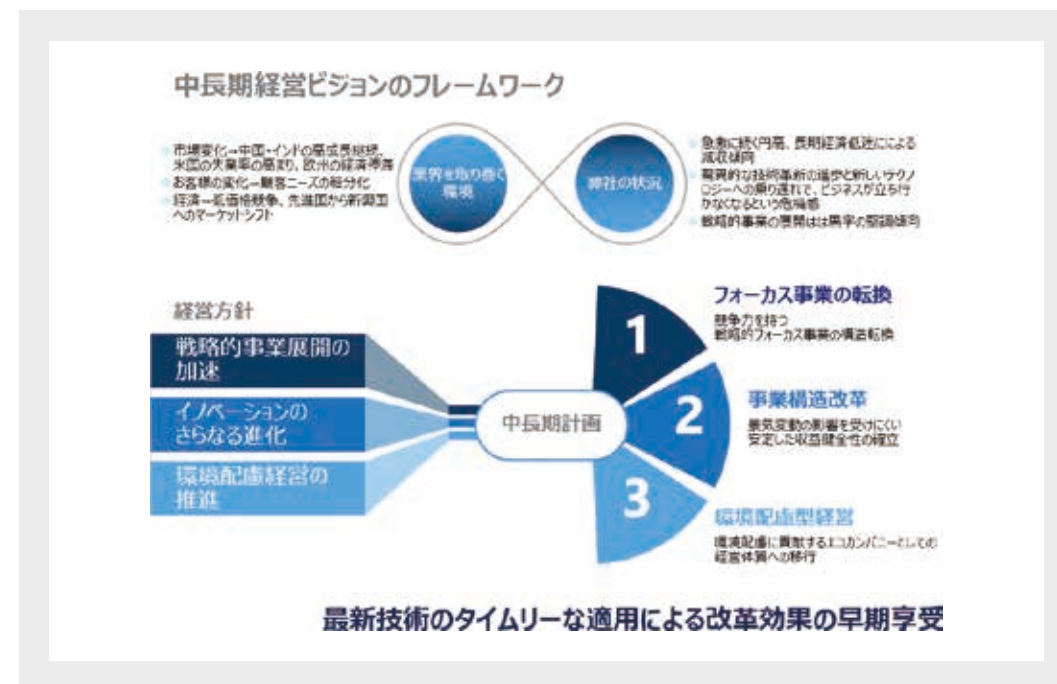 中長期経営ビジョンのフレームワーク
市場変化→中国・インドの高成長継続、
米国の失業率の高まり、欧州の経済停滞
お客様の変化→顧客ニーズの細分化
経済→低価格競争、先進国から新興国
へのマーケットシフト
業界を取り巻く
環境
弊社の状況
急激に続く円高、長期経済低迷にによる
減収傾向
驚異的な技術革新の進歩と新しいテクノ
ロジーへの乗り遅れで、ビジネスが立ち行
かなくなるという危機感
戦略的事業の展開はは黒字の堅調傾向
経営方針
戦略的事業展開の
加速
イノベーションの
さらなる進化
環境配慮経営の
推進
中長期計画
1
フォーカス事業の転換
競争力を持つ
戦略的フォーカス事業の構造転換
2
事業構造改革
景気変動の影響を受けにくい
安定した収益健全性の確立
3
環境配慮型経営
環境配慮に貢献するエコカンパニーとしての
経営体質への移行
最新技術のタイムリーな適用による改革効果の早期享受